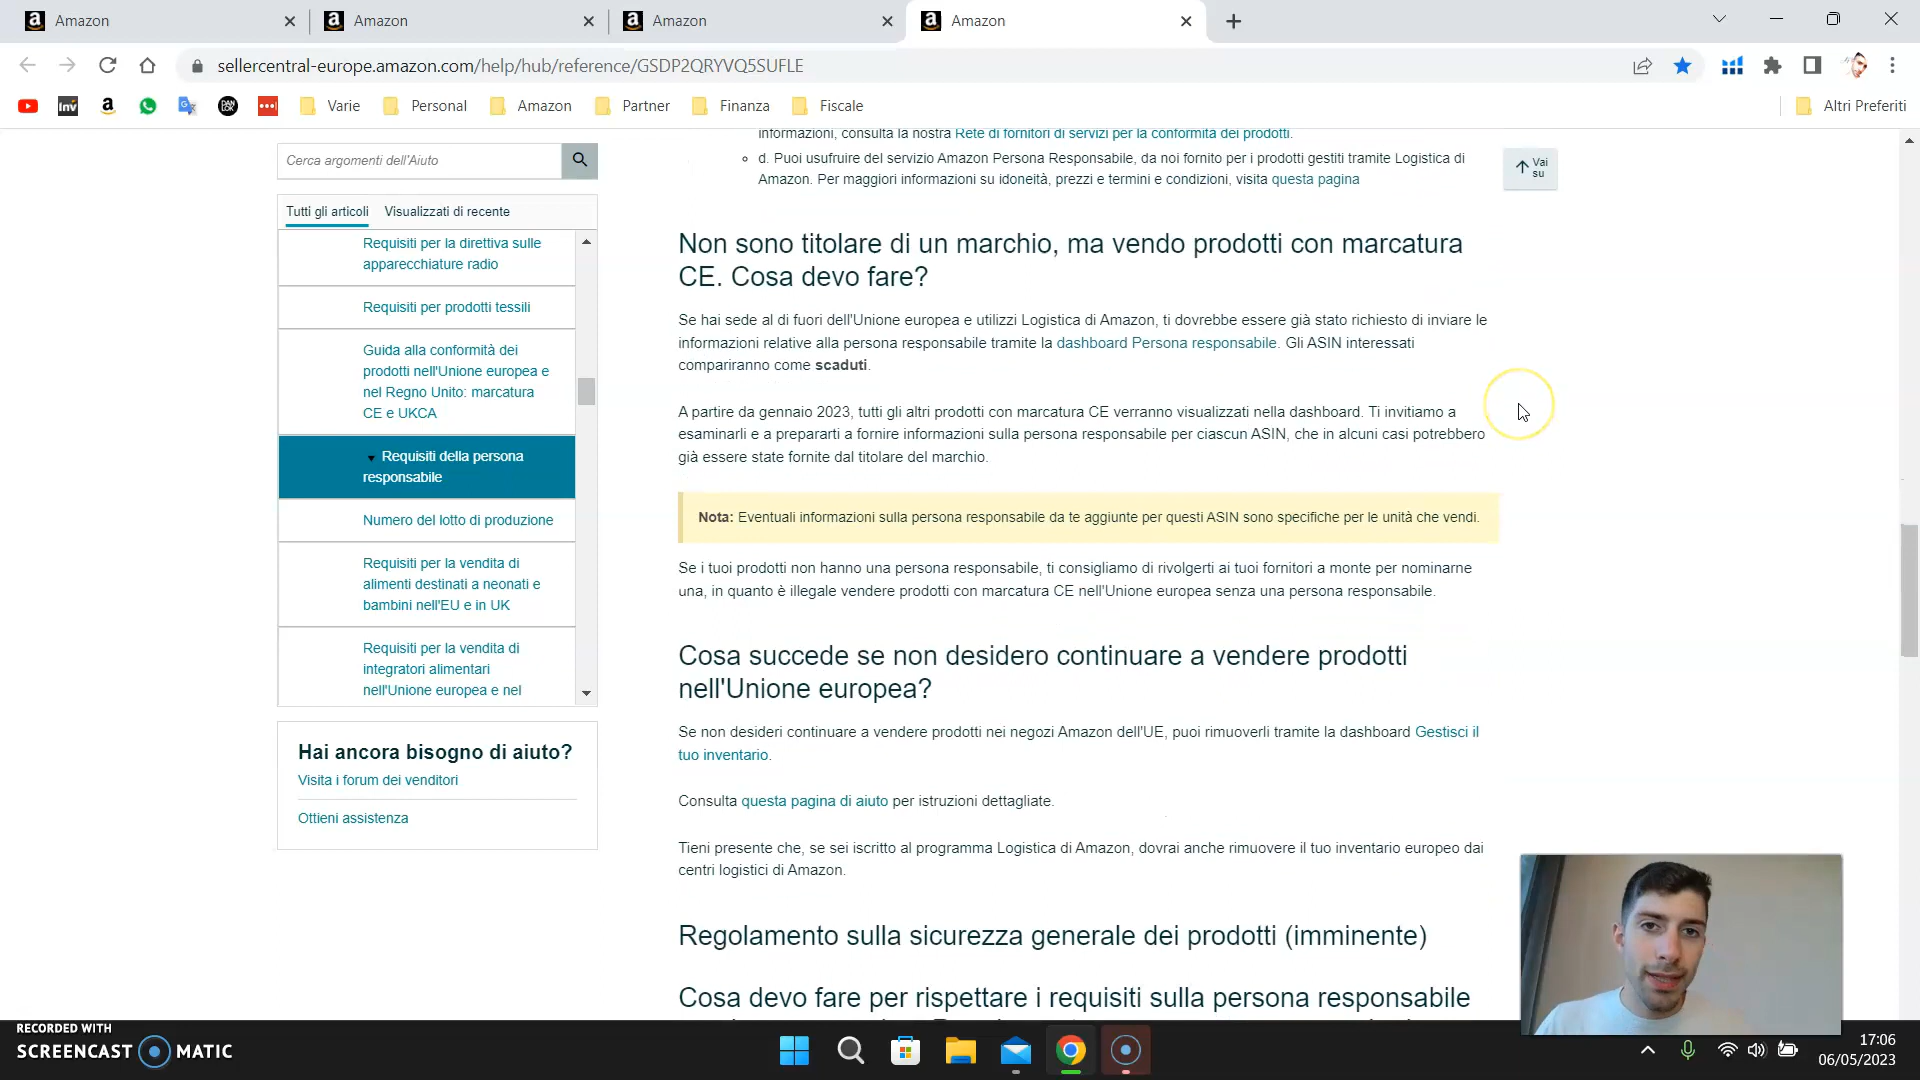 Amazon
Amazon
Amazon
Amazon
sellercentral-europe.amazon.com/help/hub/reference/GSDP2QRYVQ5SUFLE
Varie
Personal
Amazon
Partner
Finanza
Fiscale
Altri Preferiti
Cerca argomenti dell'Aiuto
Tutti gli articoli
Visualizzati di recente
Requisiti per la direttiva sulle
apparecchiature radio
Requisiti per prodotti tessili
Guida alla conformità dei
prodotti nell'Unione europea e
nel Regno Unito: marcatura
CE e UKCA
Requisiti della persona
responsabile
Numero del lotto di produzione
Requisiti per la vendita di
alimenti destinati a neonati e
bambini nell'EU e in UK
Requisiti per la vendita di
integratori alimentari
nell'Unione europea e nel
Hai ancora bisogno di aiuto?
Visita i forum dei venditori
Ottieni assistenza
informazioni, consulta la nostra Rete di fornitori di servizi per la conformità dei prodotti.
d. Puoi usufruire del servizio Amazon Persona Responsabile, da noi fornito per i prodotti gestiti tramite Logistica di
Amazon. Per maggiori informazioni su idoneità, prezzi e termini e condizioni, visita questa pagina
Vai
su
Non sono titolare di un marchio, ma vendo prodotti con marcatura
CE. Cosa devo fare?
Se hai sede al di fuori dell'Unione europea e utilizzi Logistica di Amazon, ti dovrebbe essere già stato richiesto di inviare le
informazioni relative alla persona responsabile tramite la dashboard Persona responsabile. Gli ASIN interessati
compariranno come scaduti.
A partire da gennaio 2023, tutti gli altri prodotti con marcatura CE verranno visualizzati nella dashboard. Ti invitiamo a
esaminarli e a prepararti a fornire informazioni sulla persona responsabile per ciascun ASIN, che in alcuni casi potrebbero
già essere state fornite dal titolare del marchio.
Nota: Eventuali informazioni sulla persona responsabile da te aggiunte per questi ASIN sono specifiche per le unità che vendi.
Se i tuoi prodotti non hanno una persona responsabile, ti consigliamo di rivolgerti ai tuoi fornitori a monte per nominarne
una, in quanto è illegale vendere prodotti con marcatura CE nell'Unione europea senza una persona responsabile.
Cosa succede se non desidero continuare a vendere prodotti
nell'Unione europea?
Se non desideri continuare a vendere prodotti nei negozi Amazon dell'UE, puoi rimuoverli tramite la dashboard Gestisci il
tuo inventario.
Consulta questa pagina di aiuto per istruzioni dettagliate.
Tieni presente che, se sei iscritto al programma Logistica di Amazon, dovrai anche rimuovere il tuo inventario europeo dai
centri logistici di Amazon.
Regolamento sulla sicurezza generale dei prodotti (imminente)
Cosa devo fare per rispettare i requisiti sulla persona responsabile
RECORDED WITH
SCREENCAST MATIC
17:06
06/05/2023